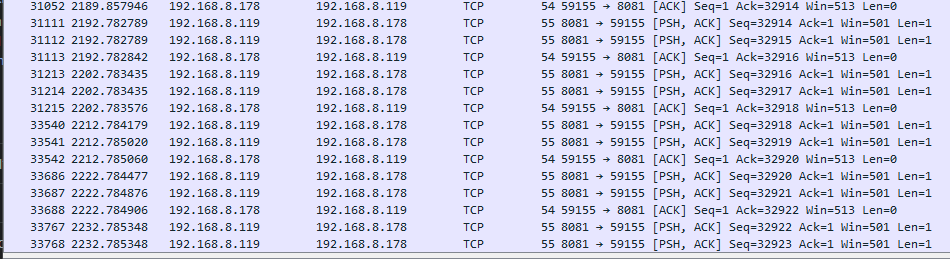 31052 2189.857946 192.168.8.178 192.168.8.119 TCP 54 59155 → 8081 [ACK] Seq=1 Ack=32914 Win=513 Len=0
31111 2192.782789 192.168.8.119 192.168.8.178 TCP 55 8081 → 59155 [PSH, ACK] Seq=32914 Ack=1 Win=501 Len=1
31112 2192.782789 192.168.8.119 192.168.8.178 TCP 55 8081 → 59155 [PSH, ACK] Seq=32915 Ack=1 Win=501 Len=1
31113 2192.782842 192.168.8.178 192.168.8.119 TCP 54 59155 → 8081 [ACK] Seq=1 Ack=32916 Win=513 Len=0
31213 2202.783435 192.168.8.119 192.168.8.178 TCP 55 8081 → 59155 [PSH, ACK] Seq=32916 Ack=1 Win=501 Len=1
31214 2202.783435 192.168.8.119 192.168.8.178 TCP 55 8081 → 59155 [PSH, ACK] Seq=32917 Ack=1 Win=501 Len=1
31215 2202.783576 192.168.8.178 192.168.8.119 TCP 54 59155 → 8081 [ACK] Seq=1 Ack=32918 Win=513 Len=0
33540 2212.784179 192.168.8.119 192.168.8.178 TCP 55 8081 → 59155 [PSH, ACK] Seq=32918 Ack=1 Win=501 Len=1
33541 2212.785020 192.168.8.119 192.168.8.178 TCP 55 8081 → 59155 [PSH, ACK] Seq=32919 Ack=1 Win=501 Len=1
33542 2212.785060 192.168.8.178 192.168.8.119 TCP 54 59155 → 8081 [ACK] Seq=1 Ack=32920 Win=513 Len=0
33686 2222.784477 192.168.8.119 192.168.8.178 TCP 55 8081 → 59155 [PSH, ACK] Seq=32920 Ack=1 Win=501 Len=1
33687 2222.784876 192.168.8.119 192.168.8.178 TCP 55 8081 → 59155 [PSH, ACK] Seq=32921 Ack=1 Win=501 Len=1
33688 2222.784906 192.168.8.178 192.168.8.119 TCP 54 59155 → 8081 [ACK] Seq=1 Ack=32922 Win=513 Len=0
33767 2232.785348 192.168.8.119 192.168.8.178 TCP 55 8081 → 59155 [PSH, ACK] Seq=32922 Ack=1 Win=501 Len=1
33768 2232.785348 192.168.8.119 192.168.8.178 TCP 55 8081 → 59155 [PSH, ACK] Seq=32923 Ack=1 Win=501 Len=1